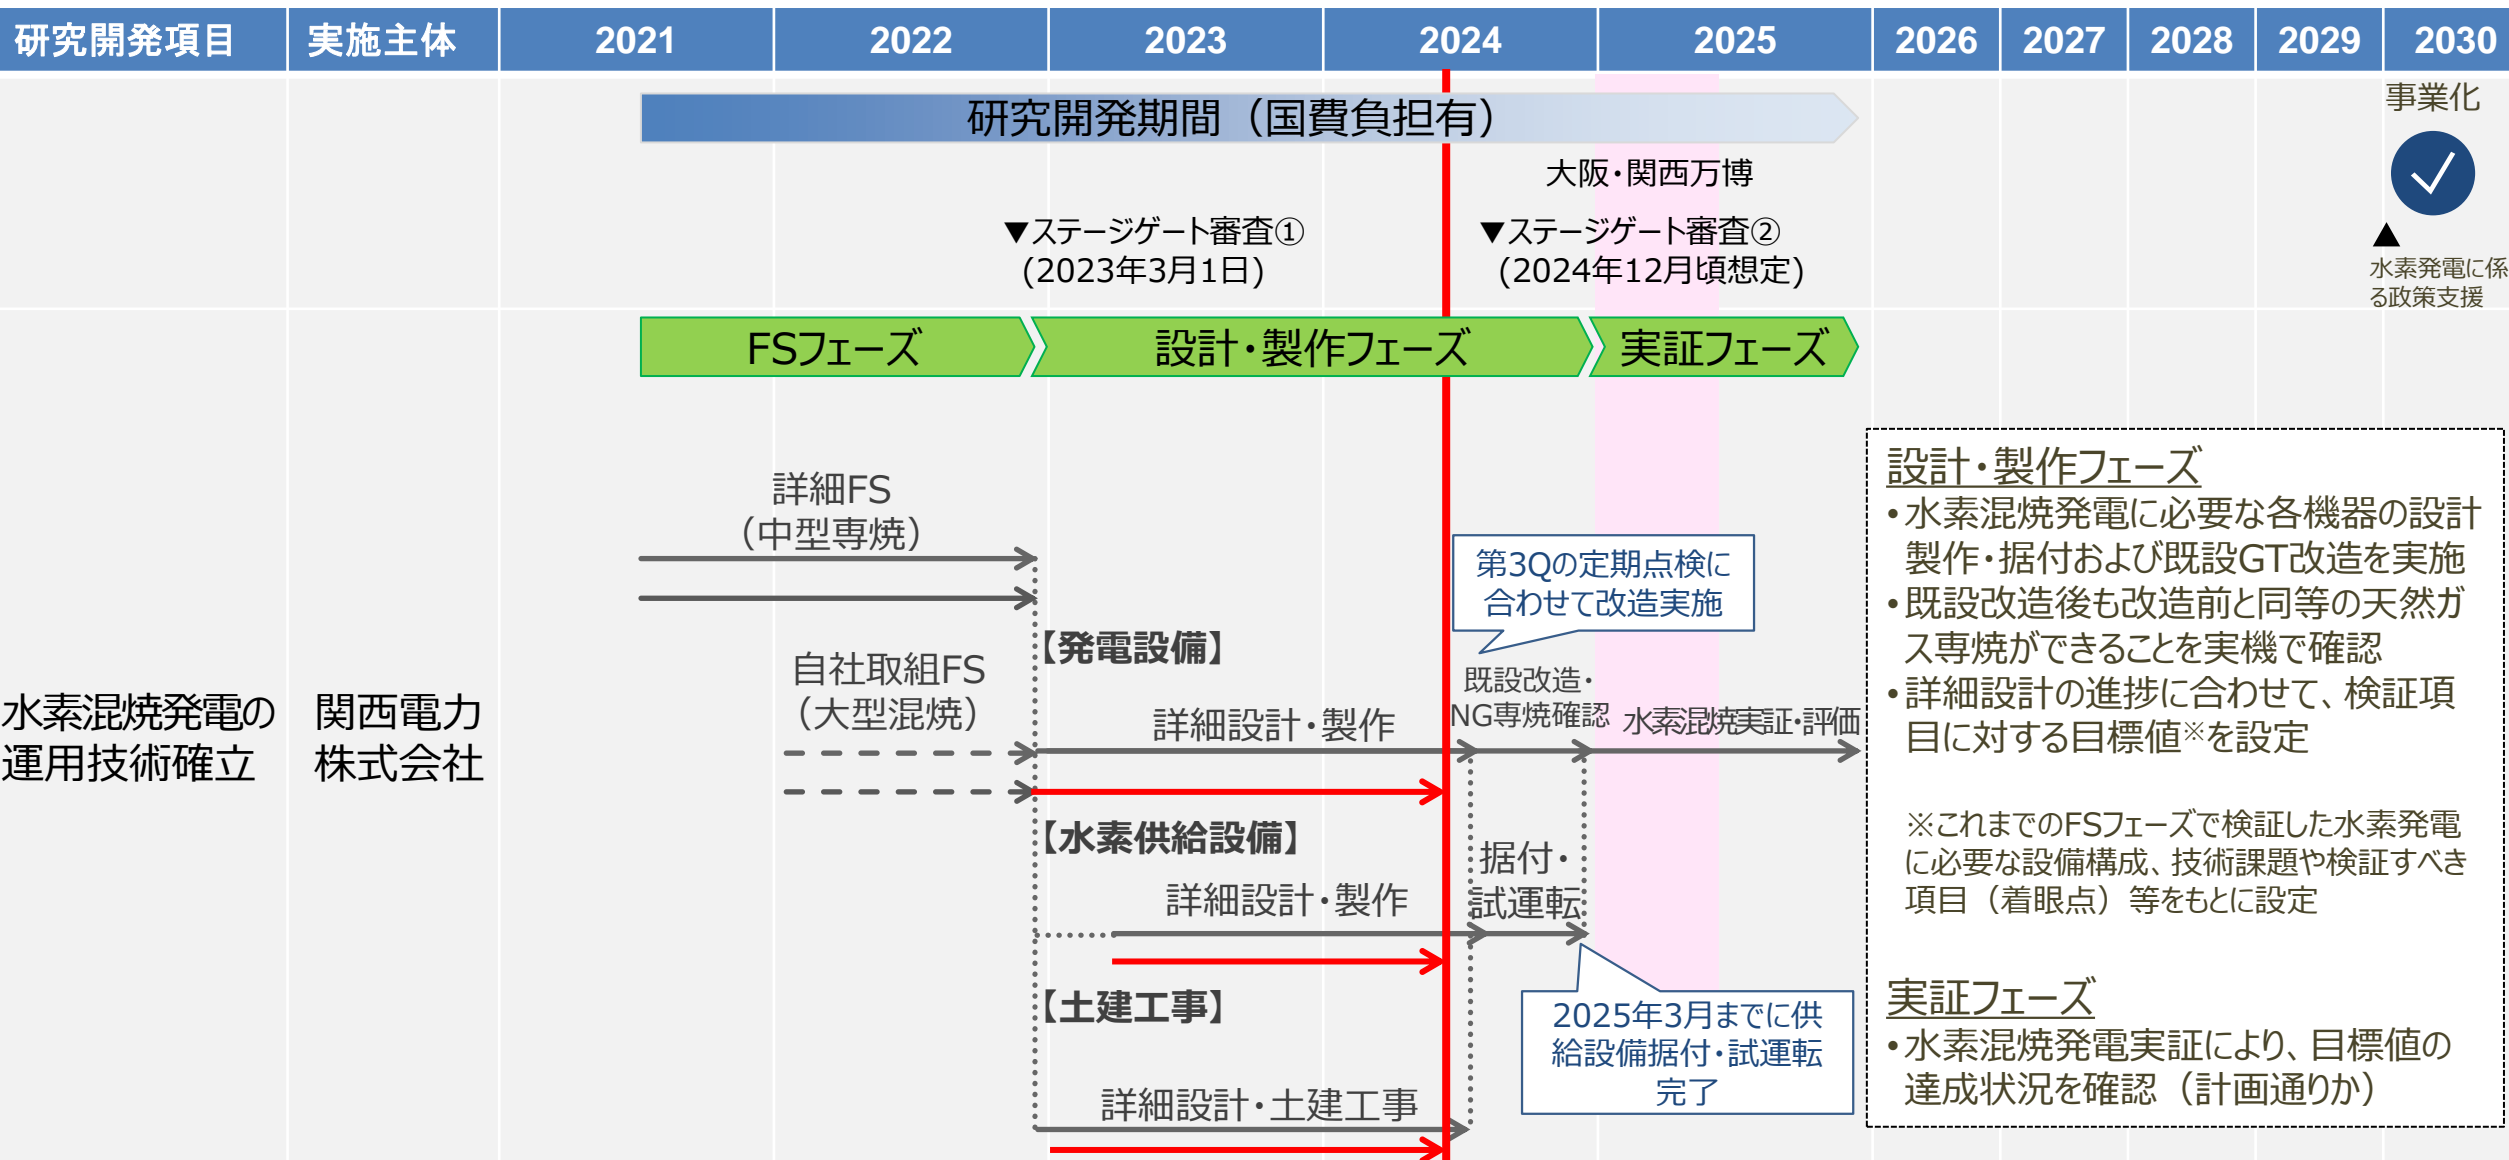 研究開発項目
実施主体
2021
2022
2023
2024
2025
2026
2027
2028
2029
2030
研究開発期間（国費負担有）
事業化
大阪・関西万博
▼ステージゲート審査①
(2023年3月1日)
▼ステージゲート審査②
(2024年12月頃想定)
▲
水素発電に係
る政策支援
FSフェーズ
設計・製作フェーズ
実証フェーズ
水素混焼発電の
運用技術確立
関西電力
株式会社
詳細FS
（中型専焼）
自社取組FS
（大型混焼）
【発電設備】
詳細設計・製作
第3Qの定期点検に
合わせて改造実施
既設改造・
NG専焼確認
水素混焼実証・評価
【水素供給設備】
詳細設計・製作
据付・
試運転
【土建工事】
詳細設計・土建工事
2025年3月までに供
給設備据付・試運転
完了
設計・製作フェーズ
•水素混焼発電に必要な各機器の設計
製作・据付および既設GT改造を実施
•既設改造後も改造前と同等の天然ガ
ス専焼ができることを実機で確認
•詳細設計の進捗に合わせて、検証項
目に対する目標値※を設定
※これまでのFSフェーズで検証した水素発電
に必要な設備構成、技術課題や検証すべき
項目（着眼点）等をもとに設定
実証フェーズ
•水素混焼発電実証により、目標値の
達成状況を確認（計画通りか）